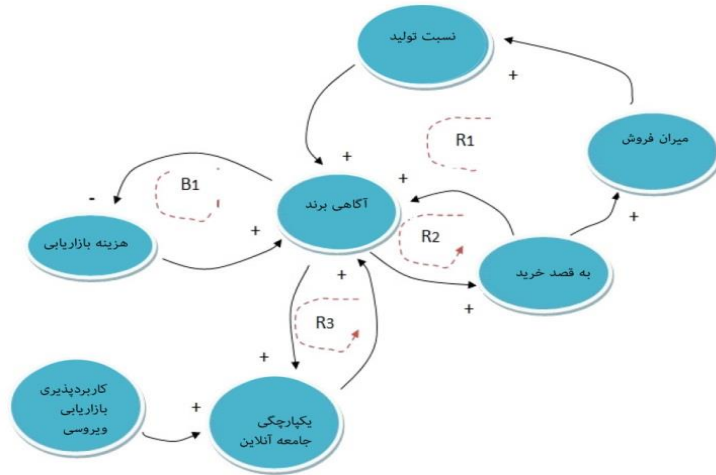 نسبت تولید
+
میران فروش
+
R1
+
+
B1
-
آگاهی برند
+
R2
هزینه بازاریابی
به قصد خرید
+
+
R3
+
کاربردپذیری
بازاریابی
ویروسی
+
یکپارچگی
جامعه آنلاین